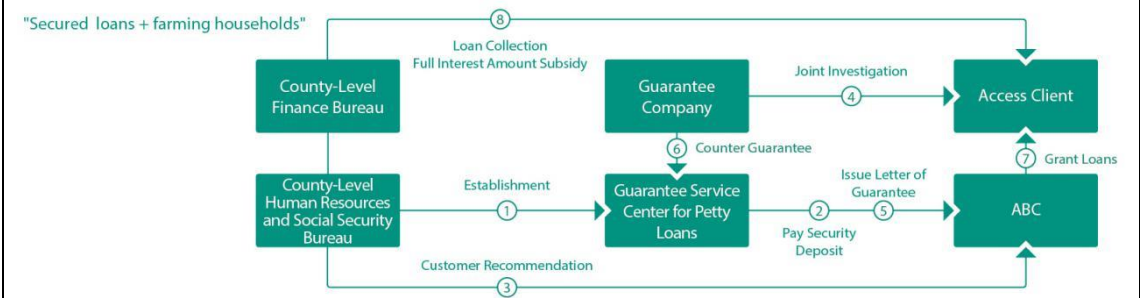 "Secured loans + farming households"
8
Loan Collection
Full Interest Amount Subsidy
County-Level
Finance Bureau
Guarantee
Company
Joint Investigation
4
Access Client
6 Counter Guarantee
7 Grant Loans
County-Level
Human Resources
and Social Security
Bureau
Establishment
1
Guarantee Service
Center for Petty
Loans
Issue Letter of
Guarantee
2 5
Pay Security
Deposit
ABC
Customer Recommendation
3